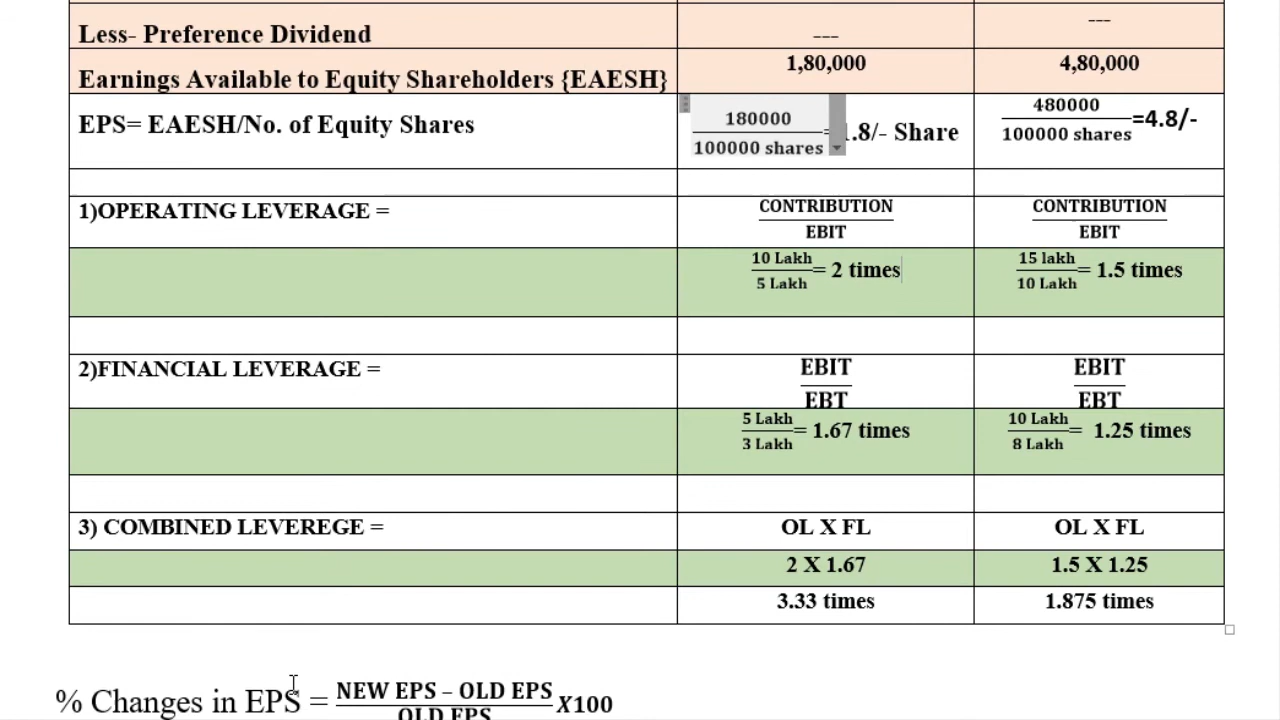 Less- Preference Dividend --- ---
Earnings Available to Equity Shareholders {EAESH} 1,80,000 4,80,000
EPS= EAESH/No. of Equity Shares 180000/100000 shares= 1.8/- Share 480000/100000 shares=4.8/-
1)OPERATING LEVERAGE = CONTRIBUTION/EBIT CONTRIBUTION/EBIT
10 Lakh/5 Lakh= 2 times 15 lakh/10 Lakh= 1.5 times
2)FINANCIAL LEVERAGE = EBIT/EBT EBIT/EBT
5 Lakh/3 Lakh= 1.67 times 10 Lakh/8 Lakh= 1.25 times
3) COMBINED LEVEREGE = OL X FL OL X FL
2 X 1.67 1.5 X 1.25
3.33 times 1.875 times
% Changes in EPS = NEW EPS – OLD EPS/OLD EPS X100